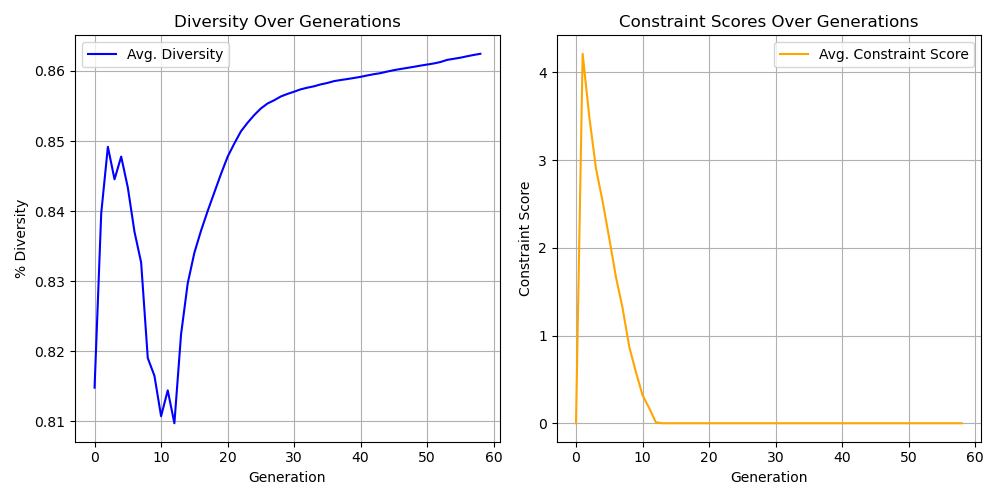 Diversity Over Generations
Avg. Diversity
0.86
0.85
0.84
0.83
0.82
0.81
% Diversity
0 10 20 30 40 50 60
Generation
Constraint Scores Over Generations
Avg. Constraint Score
4
3
2
1
0
Constraint Score
0 10 20 30 40 50 60
Generation